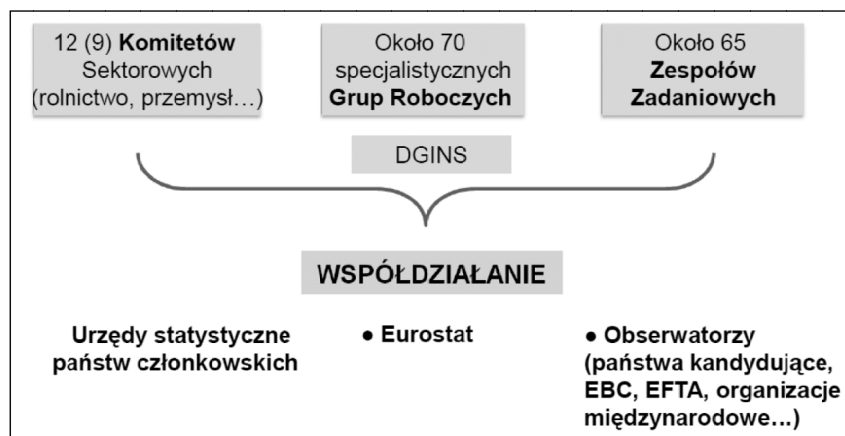 12 (9) Komitetów
Sektorowych
(rolnictwo, przemysł…)
Około 70
specjalistycznych
Grup Roboczych
Około 65
Zespołów
Zadaniowych
DGINS
WSPÓŁDZIAŁANIE
Urzędy statystyczne
państw członkowskich
● Eurostat
● Obserwatorzy
(państwa kandydujące,
EBC, EFTA, organizacje
międzynarodowe…)